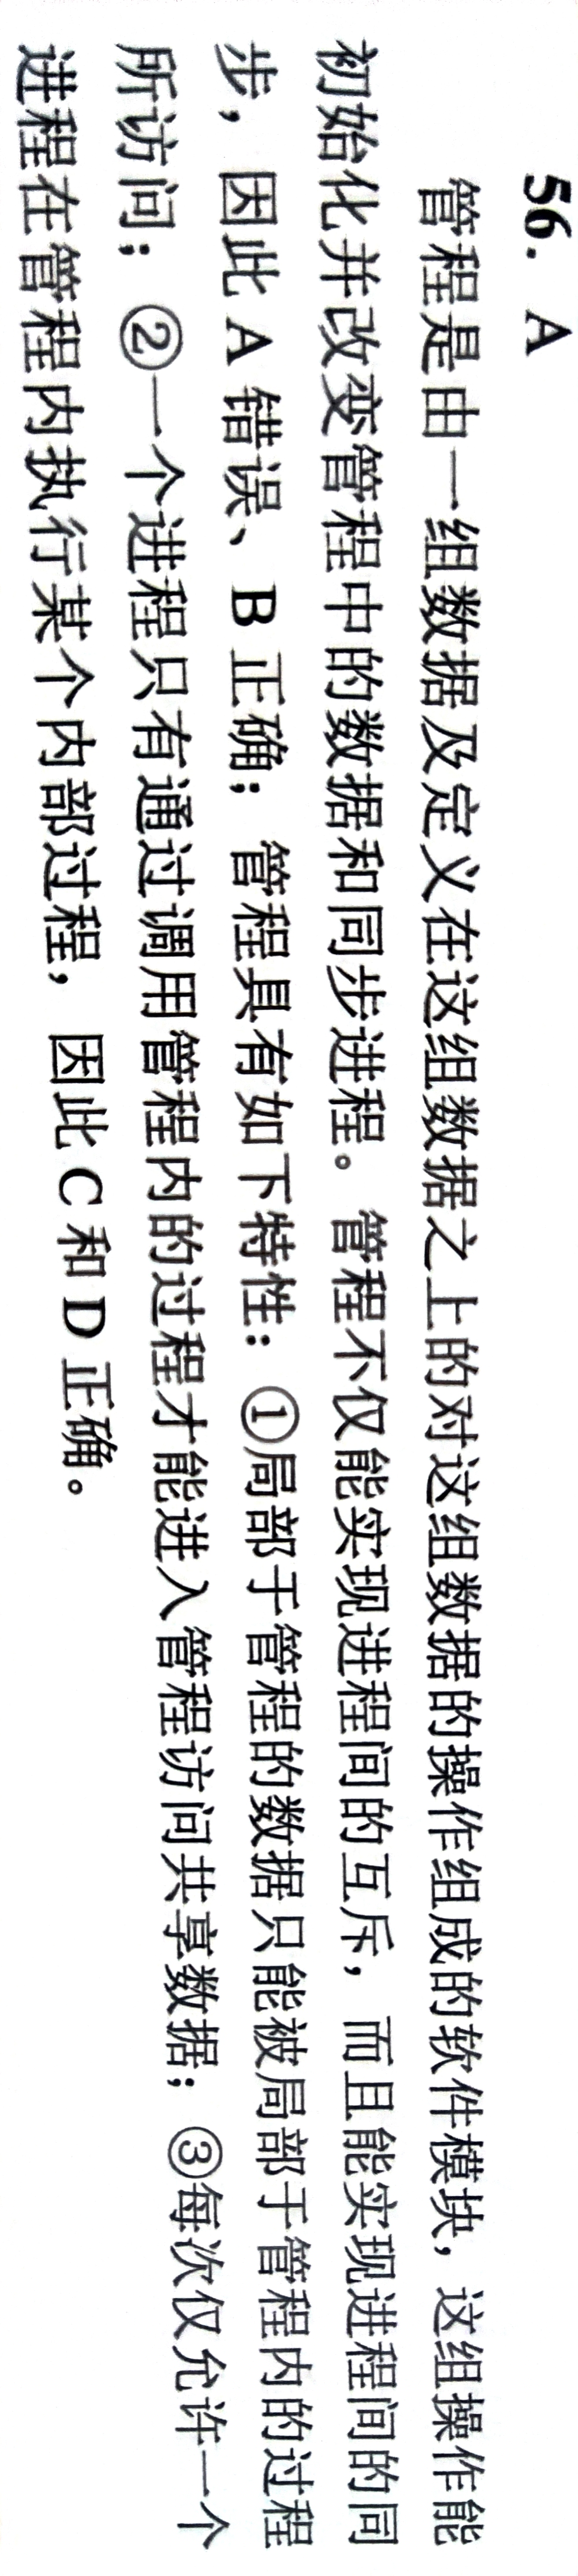 56. A
管程是由一组数据及定义在这组数据之上的对这组数据的操作组成的软件模块，这组操作能
初始化并改变管程中的数据和同步进程。管程不仅能实现进程间的互斥，而且能实现进程间的同
步，因此 A 错误、B 正确；管程具有如下特性：①局部于管程的数据只能被局部于管程内的过程
所访问；②一个进程只有通过调用管程内的过程才能进入管程访问共享数据；③每次仅允许一个
进程在管程内执行某个内部过程，因此 C 和 D 正确。